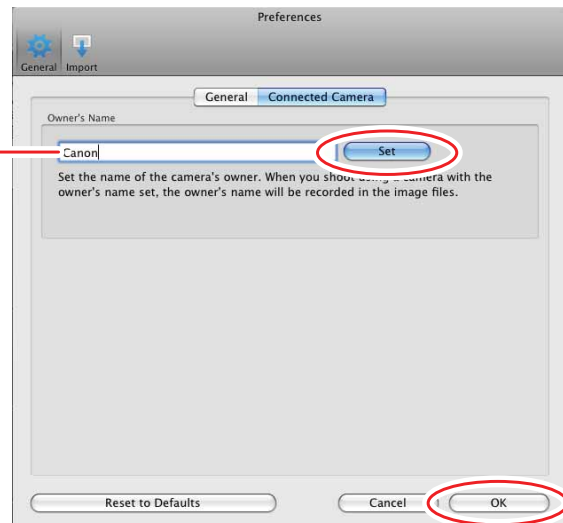 Preferences
General Import
General Connected Camera
Owner's Name
Canon Set
Set the name of the camera's owner. When you shoot using a camera with the
owner's name set, the owner's name will be recorded in the image files.
Reset to Defaults Cancel OK